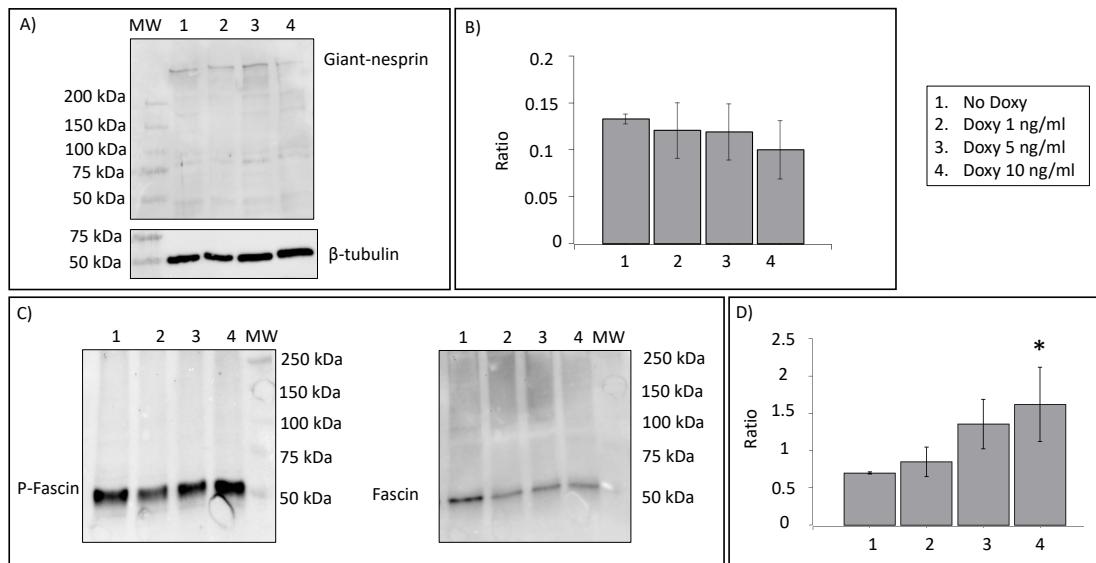 A)
MW 1 2 3 4
Giant-nesprin
200 kDa
150 kDa
100 kDa
75 kDa
50 kDa
75 kDa
50 kDa
β-tubulin
B)
0.2
0.15
0.1
0.05
0
Ratio
1 2 3 4
1. No Doxy
2. Doxy 1 ng/ml
3. Doxy 5 ng/ml
4. Doxy 10 ng/ml
C)
1 2 3 4 MW
250 kDa
150 kDa
100 kDa
75 kDa
50 kDa
P-Fascin
1 2 3 4 MW
250 kDa
150 kDa
100 kDa
75 kDa
50 kDa
Fascin
D)
2.5
2
1.5
1
0.5
0
Ratio
*
1 2 3 4